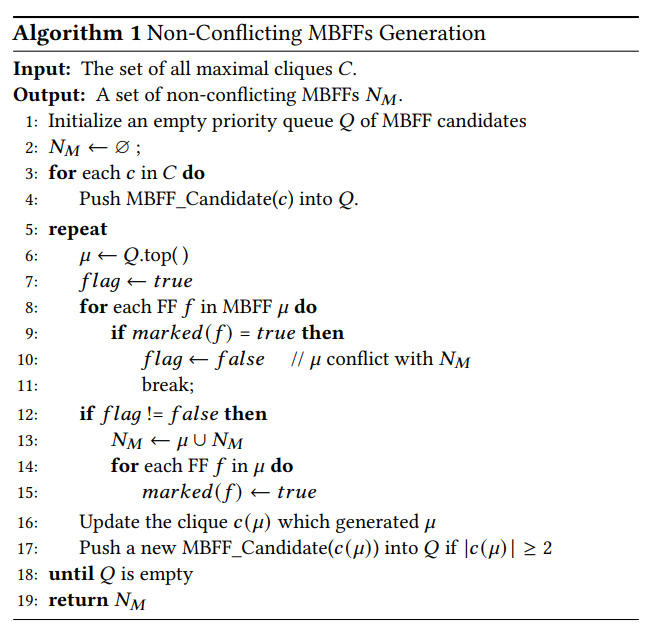 Algorithm 1 Non-Conflicting MBFFs Generation
Input: The set of all maximal cliques C.
Output: A set of non-conflicting MBFFs N_M.
1: Initialize an empty priority queue Q of MBFF candidates
2: N_M ← ∅ ;
3: for each c in C do
4: Push MBFF_Candidate(c) into Q.
5: repeat
6: μ ← Q.top( )
7: flag ← true
8: for each FF f in MBFF μ do
9: if marked(f) = true then
10: flag ← false // μ conflict with N_M
11: break;
12: if flag != false then
13: N_M ← μ ∪ N_M
14: for each FF f in μ do
15: marked(f) ← true
16: Update the clique c(μ) which generated μ
17: Push a new MBFF_Candidate(c(μ)) into Q if |c(μ)| ≥ 2
18: until Q is empty
19: return N_M